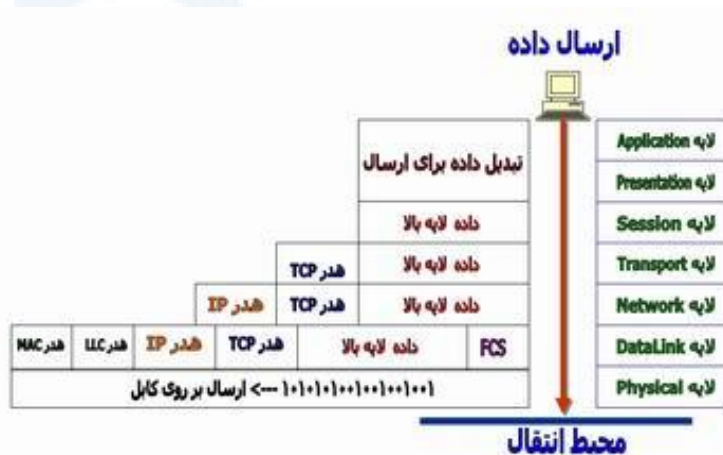 ارسال داده
لایه Application
تبدیل داده برای ارسال
لایه Presentation
لایه Session
داده لایه بالا
لایه Transport
داده لایه بالا
هدر TCP
لایه Network
داده لایه بالا
هدر TCP
هدر IP
لایه DataLink
FCS
داده لایه بالا
هدر TCP
هدر IP
هدر LLC
هدر MAC
لایه Physical
۱۰۱۰۱۰۱۰۰۱۰۰۱۰۰۱۰۰۱ ---> ارسال بر روی کابل
محیط انتقال